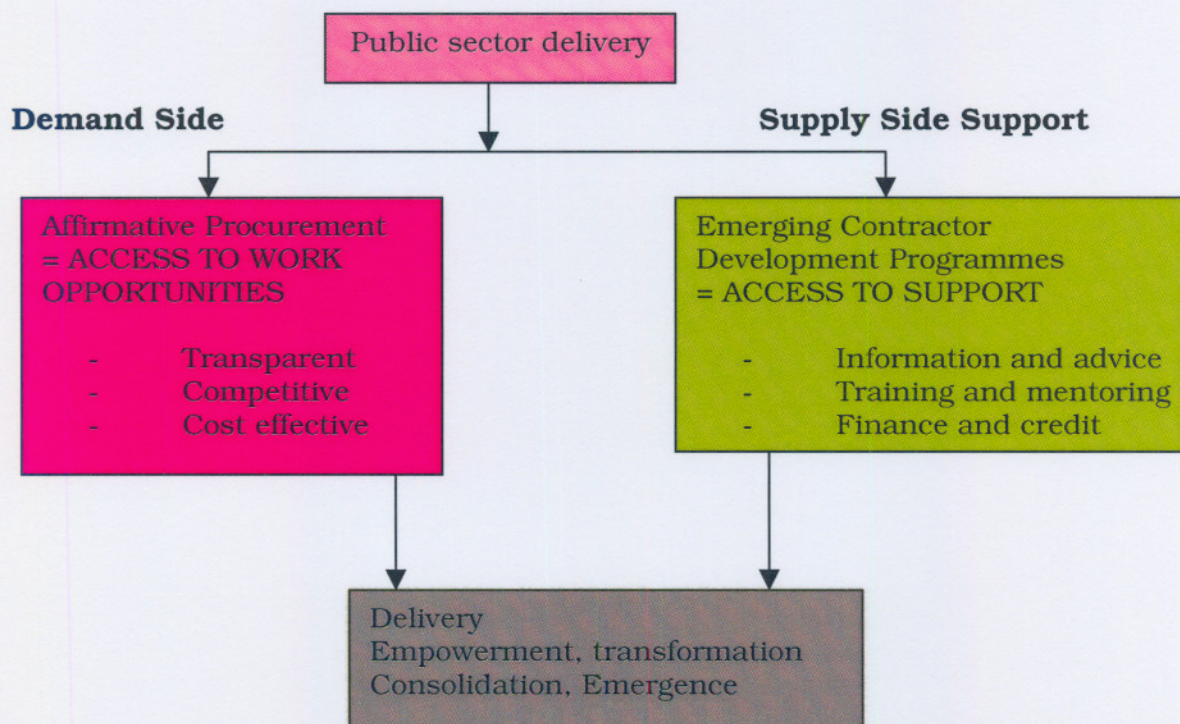 Public sector delivery
Demand Side
Supply Side Support
Affirmative Procurement
= ACCESS TO WORK
OPPORTUNITIES
- Transparent
- Competitive
- Cost effective
Emerging Contractor
Development Programmes
= ACCESS TO SUPPORT
- Information and advice
- Training and mentoring
- Finance and credit
Delivery
Empowerment, transformation
Consolidation, Emergence